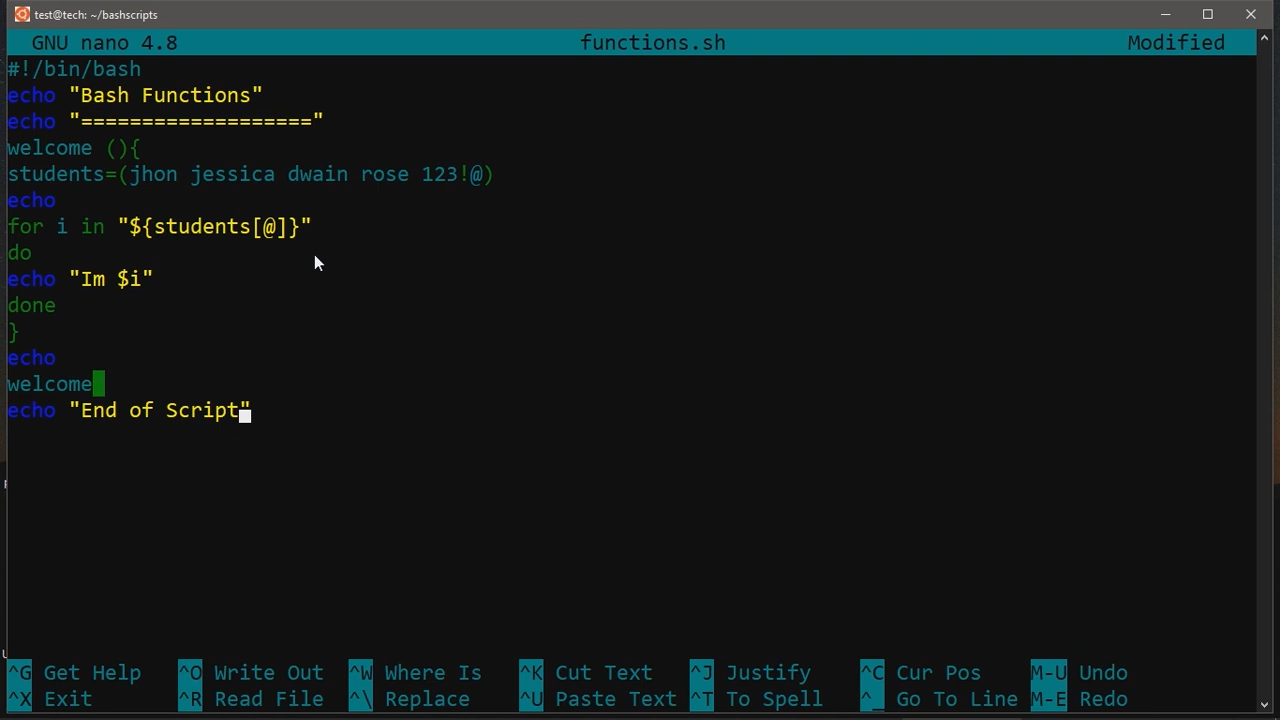 test@tech: ~/bashscripts
GNU nano 4.8 functions.sh Modified
#!/bin/bash
echo "Bash Functions"
echo "==================="
welcome (){
students=(jhon jessica dwain rose 123!@)
echo
for i in "${students[@]}"
do
echo "Im $i"
done
}
echo
welcome
echo "End of Script"
^G Get Help ^O Write Out ^W Where Is ^K Cut Text ^J Justify ^C Cur Pos M-U Undo
^X Exit ^R Read File ^\ Replace ^U Paste Text ^T To Spell ^_ Go To Line M-E Redo